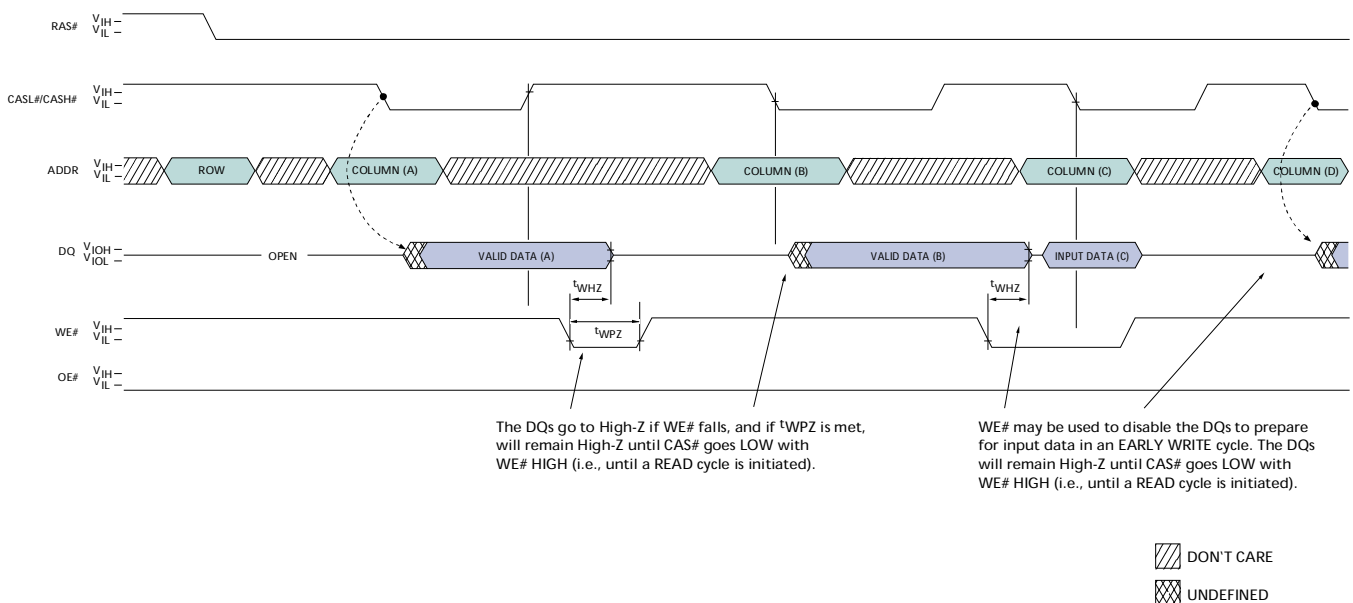 RAS# VIH VIL
CASL#/CASH# VIH VIL
ADDR VIH VIL ROW COLUMN (A) COLUMN (B) COLUMN (C) COLUMN (D)
DQ VIOH VIOL OPEN VALID DATA (A) VALID DATA (B) INPUT DATA (C)
tWHZ tWHZ
tWPZ
WE# VIH VIL
OE# VIH VIL
The DQs go to High-Z if WE# falls, and if tWPZ is met,
will remain High-Z until CAS# goes LOW with
WE# HIGH (i.e., until a READ cycle is initiated).
WE# may be used to disable the DQs to prepare
for input data in an EARLY WRITE cycle. The DQs
will remain High-Z until CAS# goes LOW with
WE# HIGH (i.e., until a READ cycle is initiated).
DON'T CARE
UNDEFINED